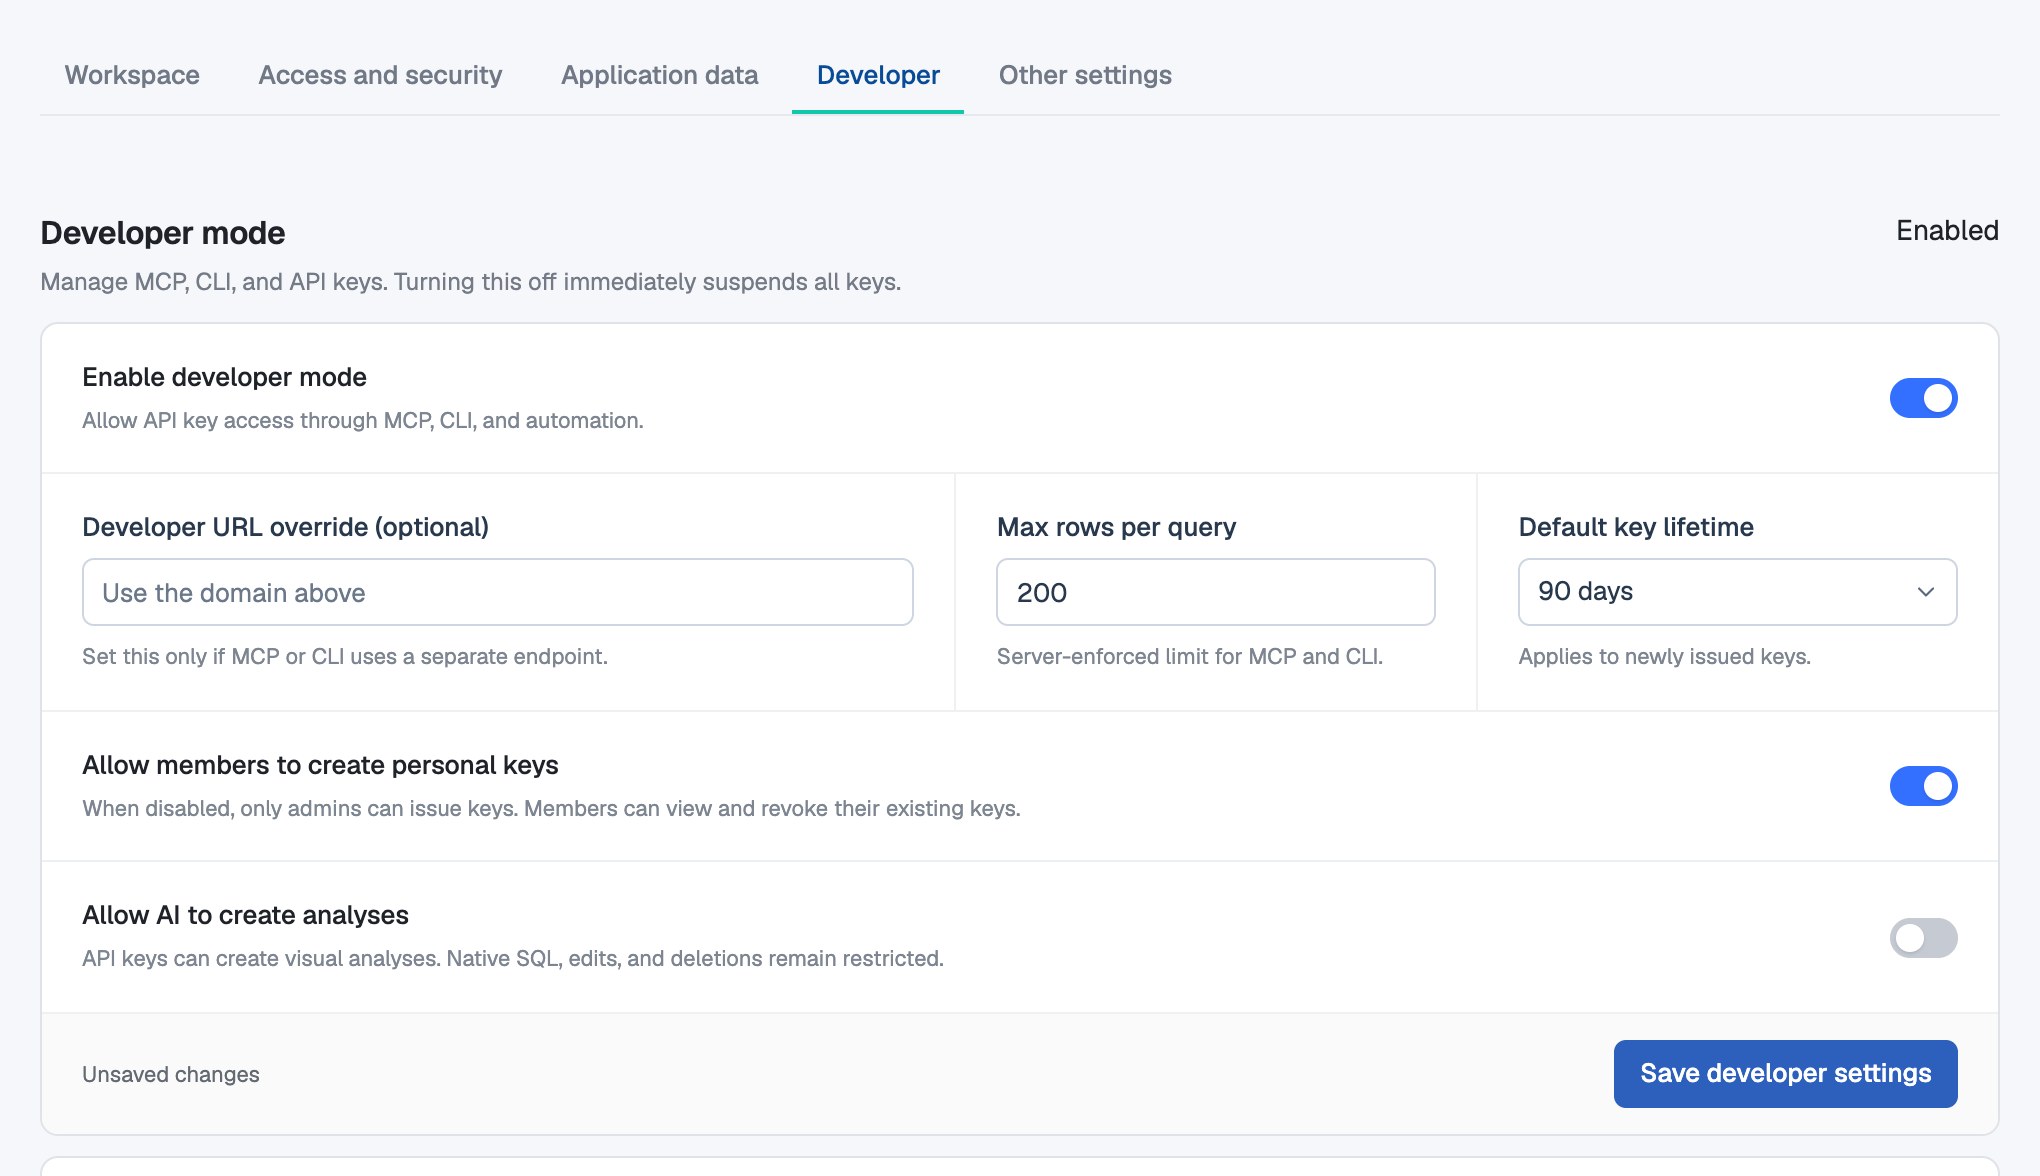 Workspace
Access and security
Application data
Developer
Other settings
Developer mode
Enabled
Manage MCP, CLI, and API keys. Turning this off immediately suspends all keys.
Enable developer mode
Allow API key access through MCP, CLI, and automation.
Developer URL override (optional)
Use the domain above
Set this only if MCP or CLI uses a separate endpoint.
Max rows per query
200
Server-enforced limit for MCP and CLI.
Default key lifetime
90 days
Applies to newly issued keys.
Allow members to create personal keys
When disabled, only admins can issue keys. Members can view and revoke their existing keys.
Allow AI to create analyses
API keys can create visual analyses. Native SQL, edits, and deletions remain restricted.
Unsaved changes
Save developer settings